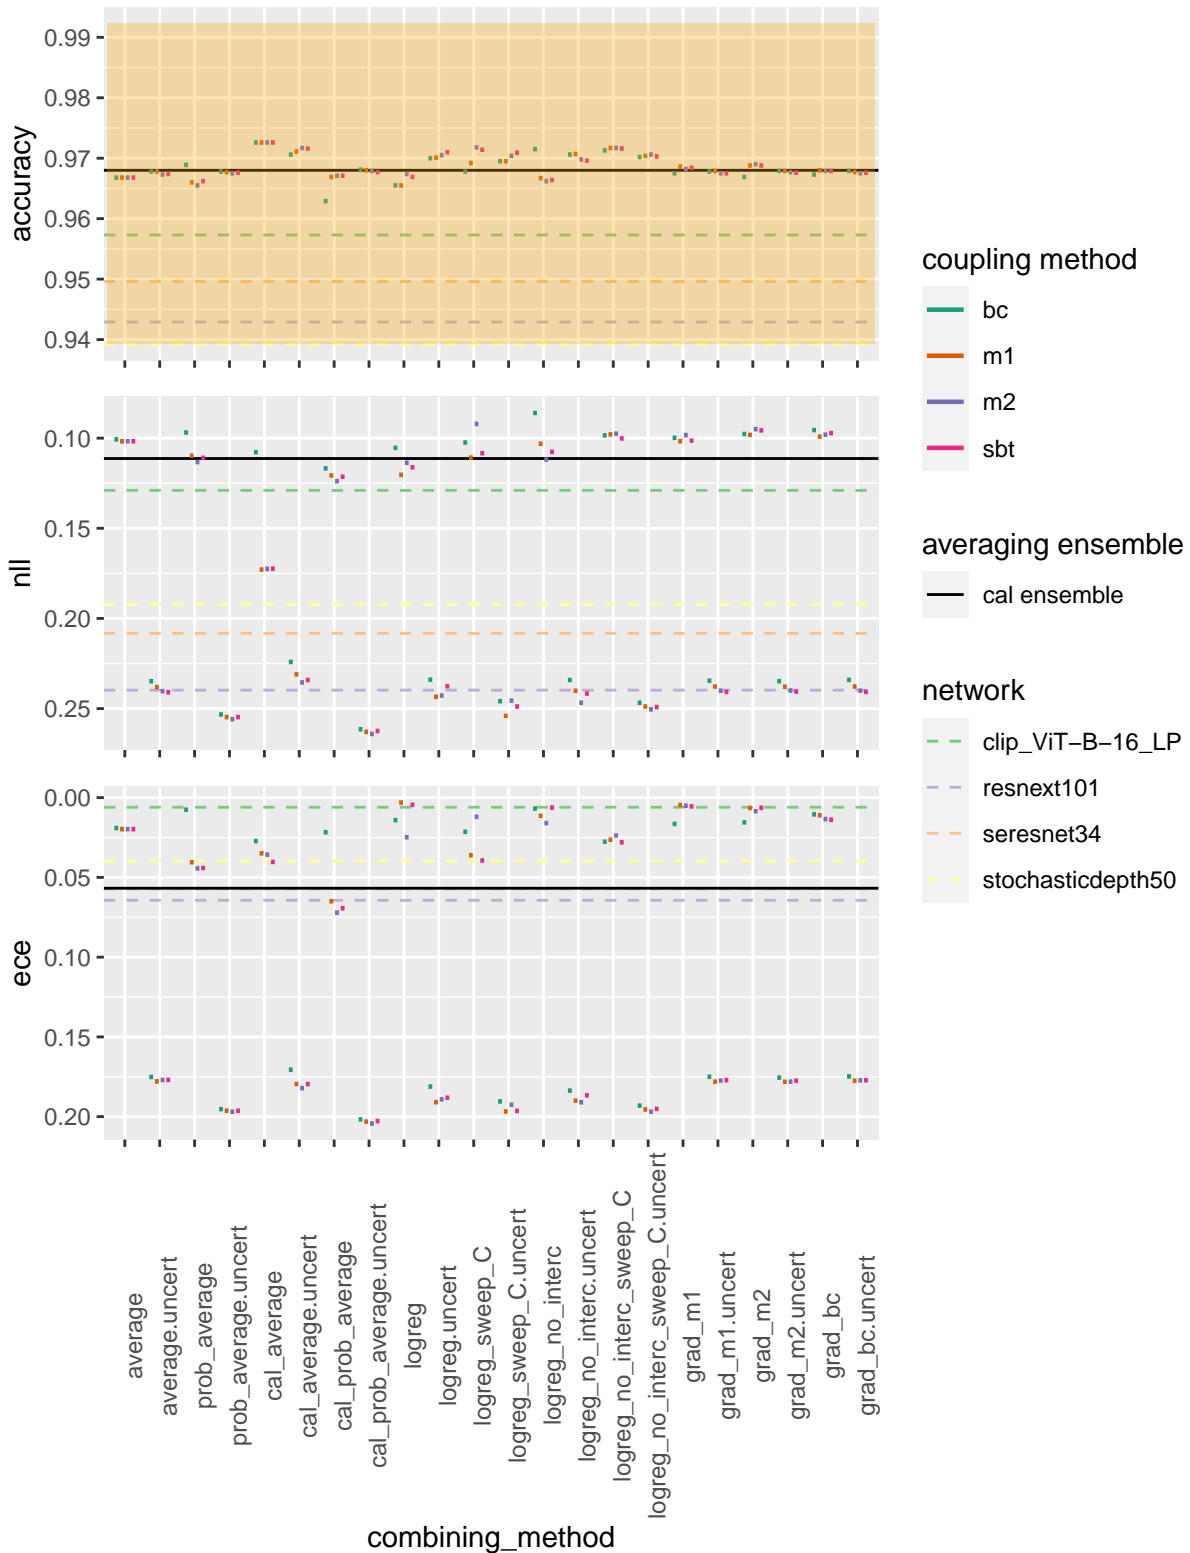 0.99
0.98
0.97
0.96
0.95
0.94
accuracy
0.10
0.15
0.20
0.25
nll
0.00
0.05
0.10
0.15
0.20
ece
average
average.uncert
prob_average
prob_average.uncert
cal_average
cal_average.uncert
cal_prob_average
cal_prob_average.uncert
logreg
logreg.uncert
logreg_sweep_C
logreg_sweep_C.uncert
logreg_no_interc
logreg_no_interc.uncert
logreg_no_interc_sweep_C
logreg_no_interc_sweep_C.uncert
grad_m1
grad_m1.uncert
grad_m2
grad_m2.uncert
grad_bc
grad_bc.uncert
combining_method
coupling method
bc
m1
m2
sbt
averaging ensemble
cal ensemble
network
clip_ViT−B−16_LP
resnext101
seresnet34
stochasticdepth50